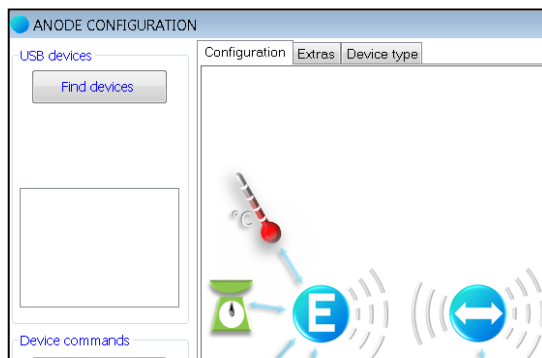 ANODE CONFIGURATION
USB devices
Find devices
Configuration
Extras
Device type
°C
E
Device commands